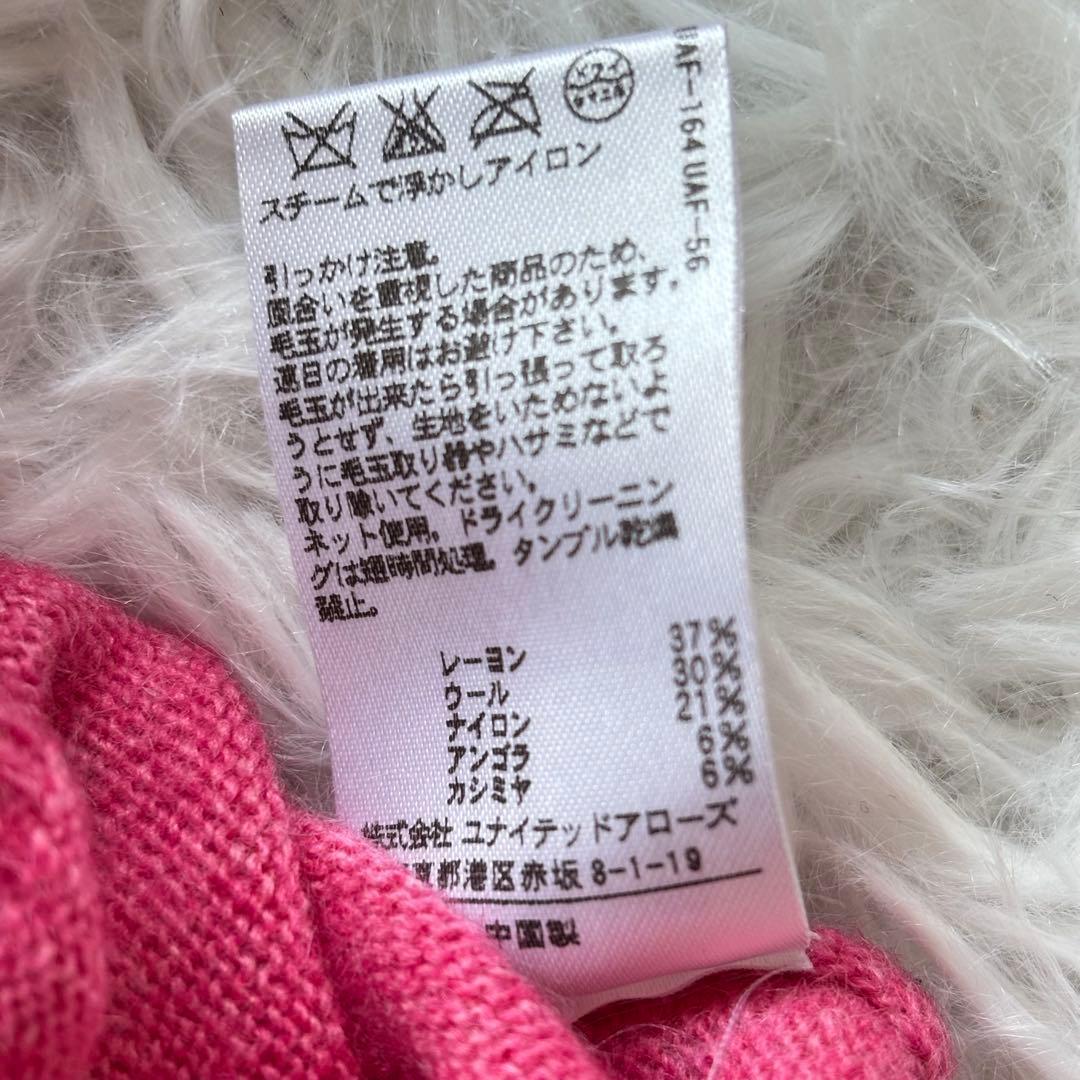 スチームで浮かしアイロン
UAF-164 UAF-56
引っかけ注意。
風合いを重視した商品のため、
毛玉が発生する場合があります。
連日の着用はお避け下さい。
毛玉が出来たら引っ張って取ろ
うとせず、生地をいためないよ
うに毛玉取り器やハサミなどで
取り除いてください。
ネット使用。ドライクリーニン
グは短時間処理。タンブル乾燥
禁止。
レーヨン 37%
ウール 30%
ナイロン 21%
アンゴラ 6%
カシミヤ 6%
株式会社 ユナイテッドアローズ
京都港区赤坂 8-1-19
中国製